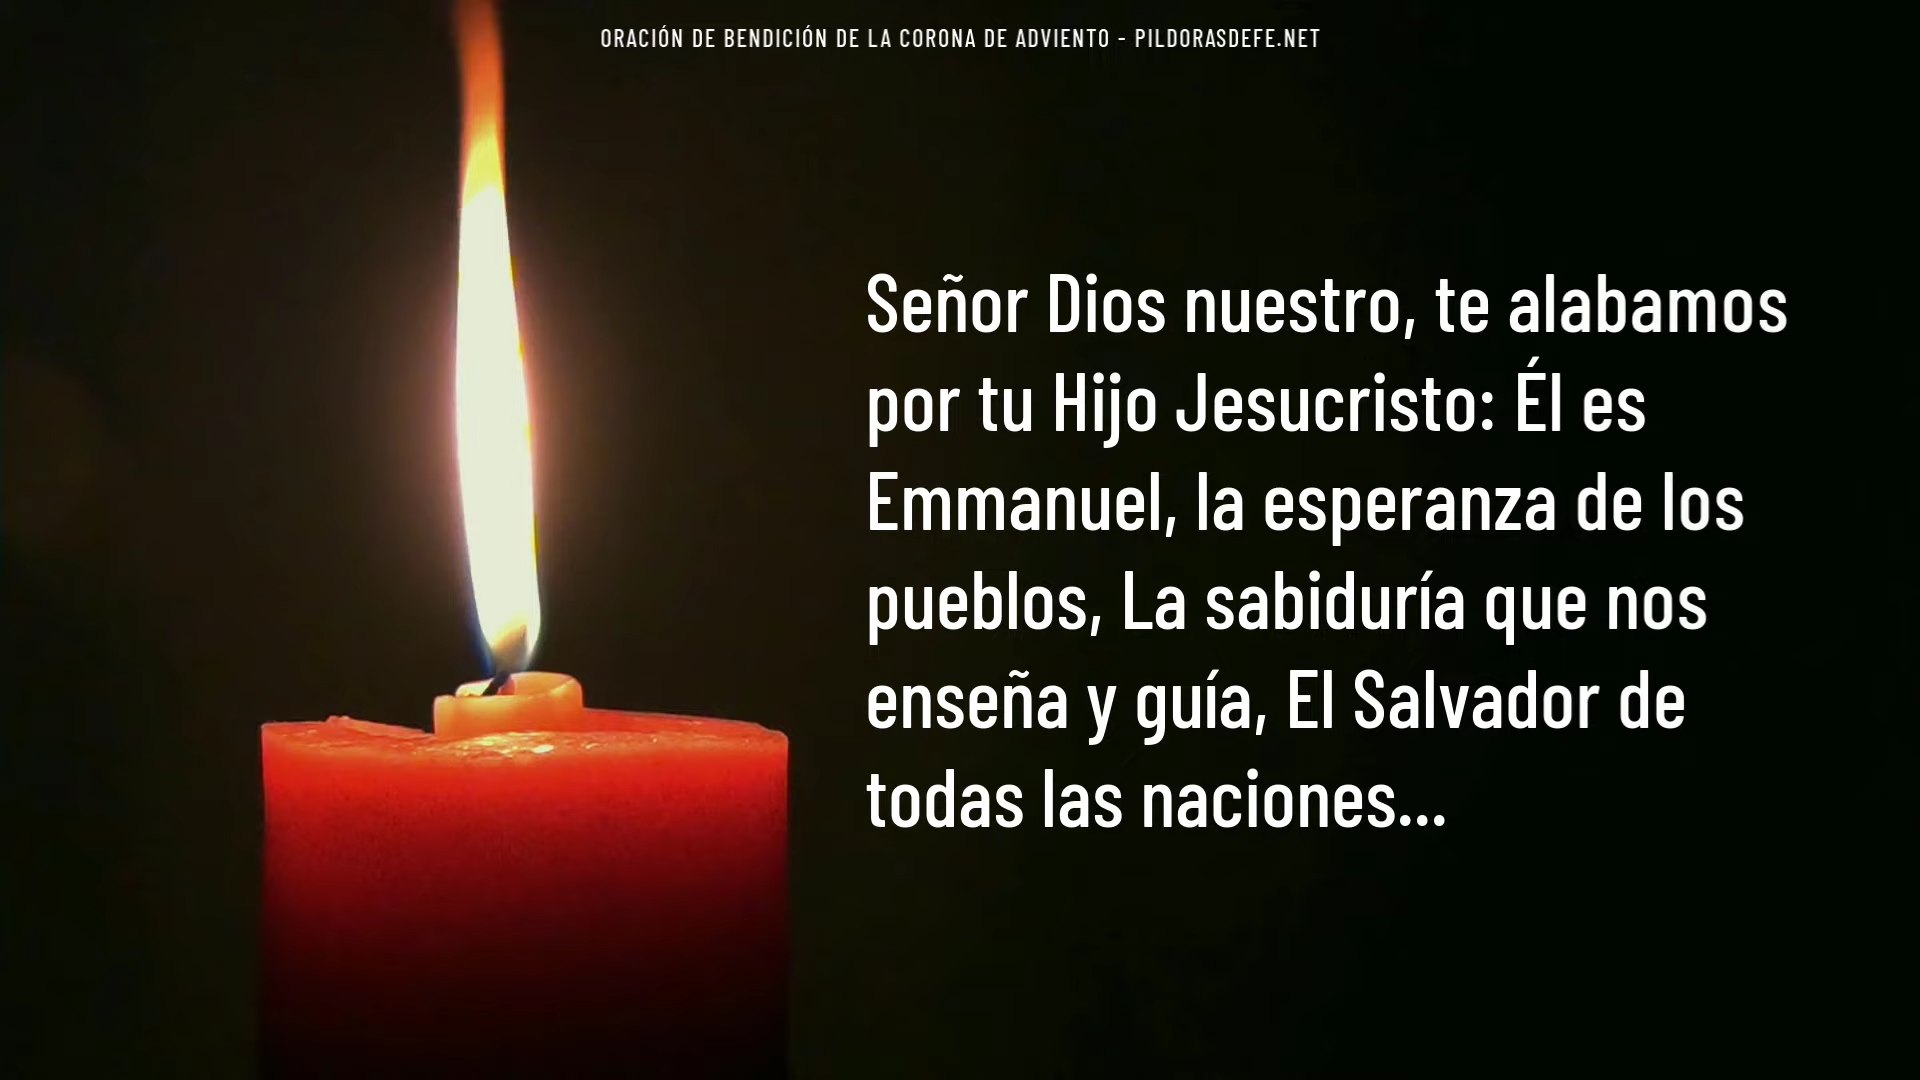 ORACIÓN DE BENDICIÓN DE LA CORONA DE ADVIENTO - PILDORASDEFE.NET
Señor Dios nuestro, te alabamos
por tu Hijo Jesucristo: Él es
Emmanuel, la esperanza de los
pueblos, La sabiduría que nos
enseña y guía, El Salvador de
todas las naciones...